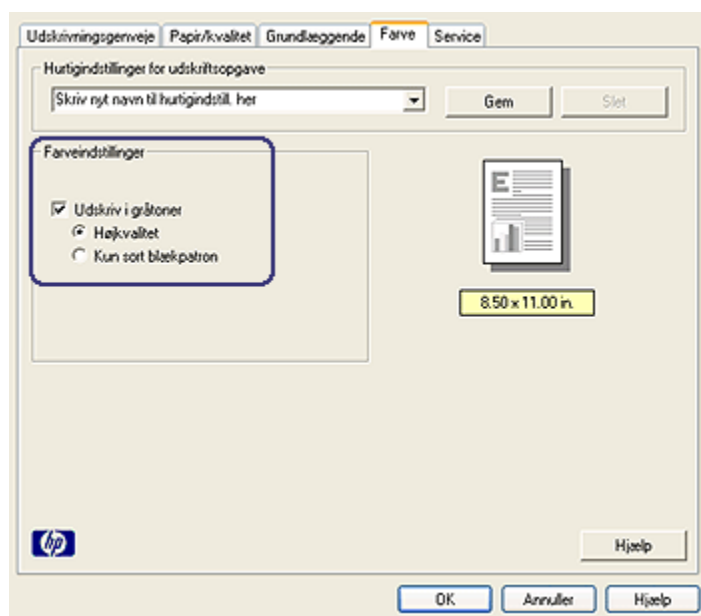 Udskrivningsgenveje Papir/kvalitet Grundlæggende Farve Service
Hurtigindstillinger for udskriftsopgave
Skriv nyt navn til hurtigindstill. her Gem Slet
Farveindstillinger
Udskriv i gråtoner
Højkvalitet
Kun sort blækpatron
E
8.50 x 11.00 in.
hp
Hjælp
OK Annuller Hjælp